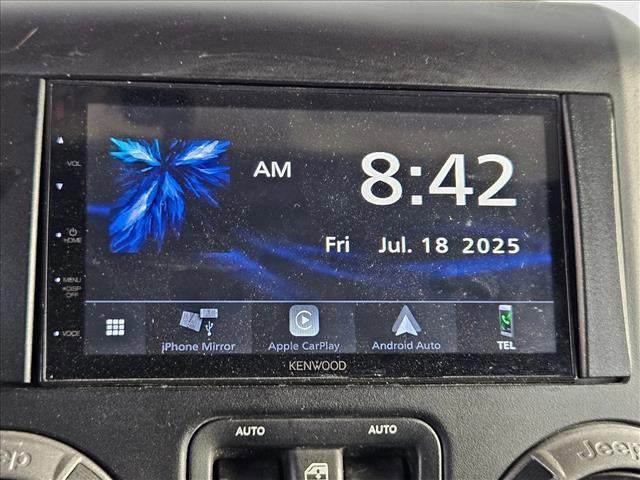 AM 8:42
Fri Jul. 18 2025
VOL
HOME
MENU
DISP
OFF
VOICE
iPhone Mirror Apple CarPlay Android Auto TEL
KENWOOD
AUTO AUTO
Jeep Jeep